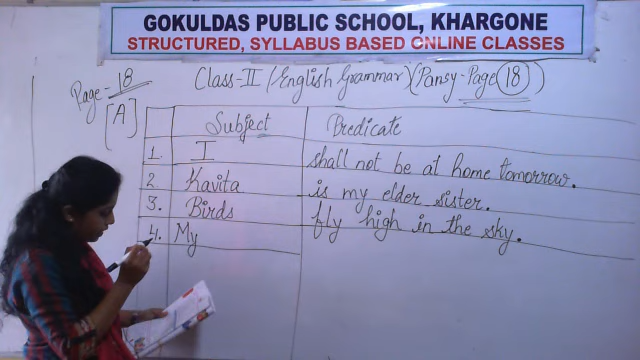 GOKULDAS PUBLIC SCHOOL, KHARGONE
STRUCTURED, SYLLABUS BASED ONLINE CLASSES
Page-18
Class-II (English Grammar) (Pansy-Page 18)
[A]
Subject Predicate
1. I shall not be at home tomorrow.
2. Kavita is my elder sister.
3. Birds fly high in the sky.
4. My